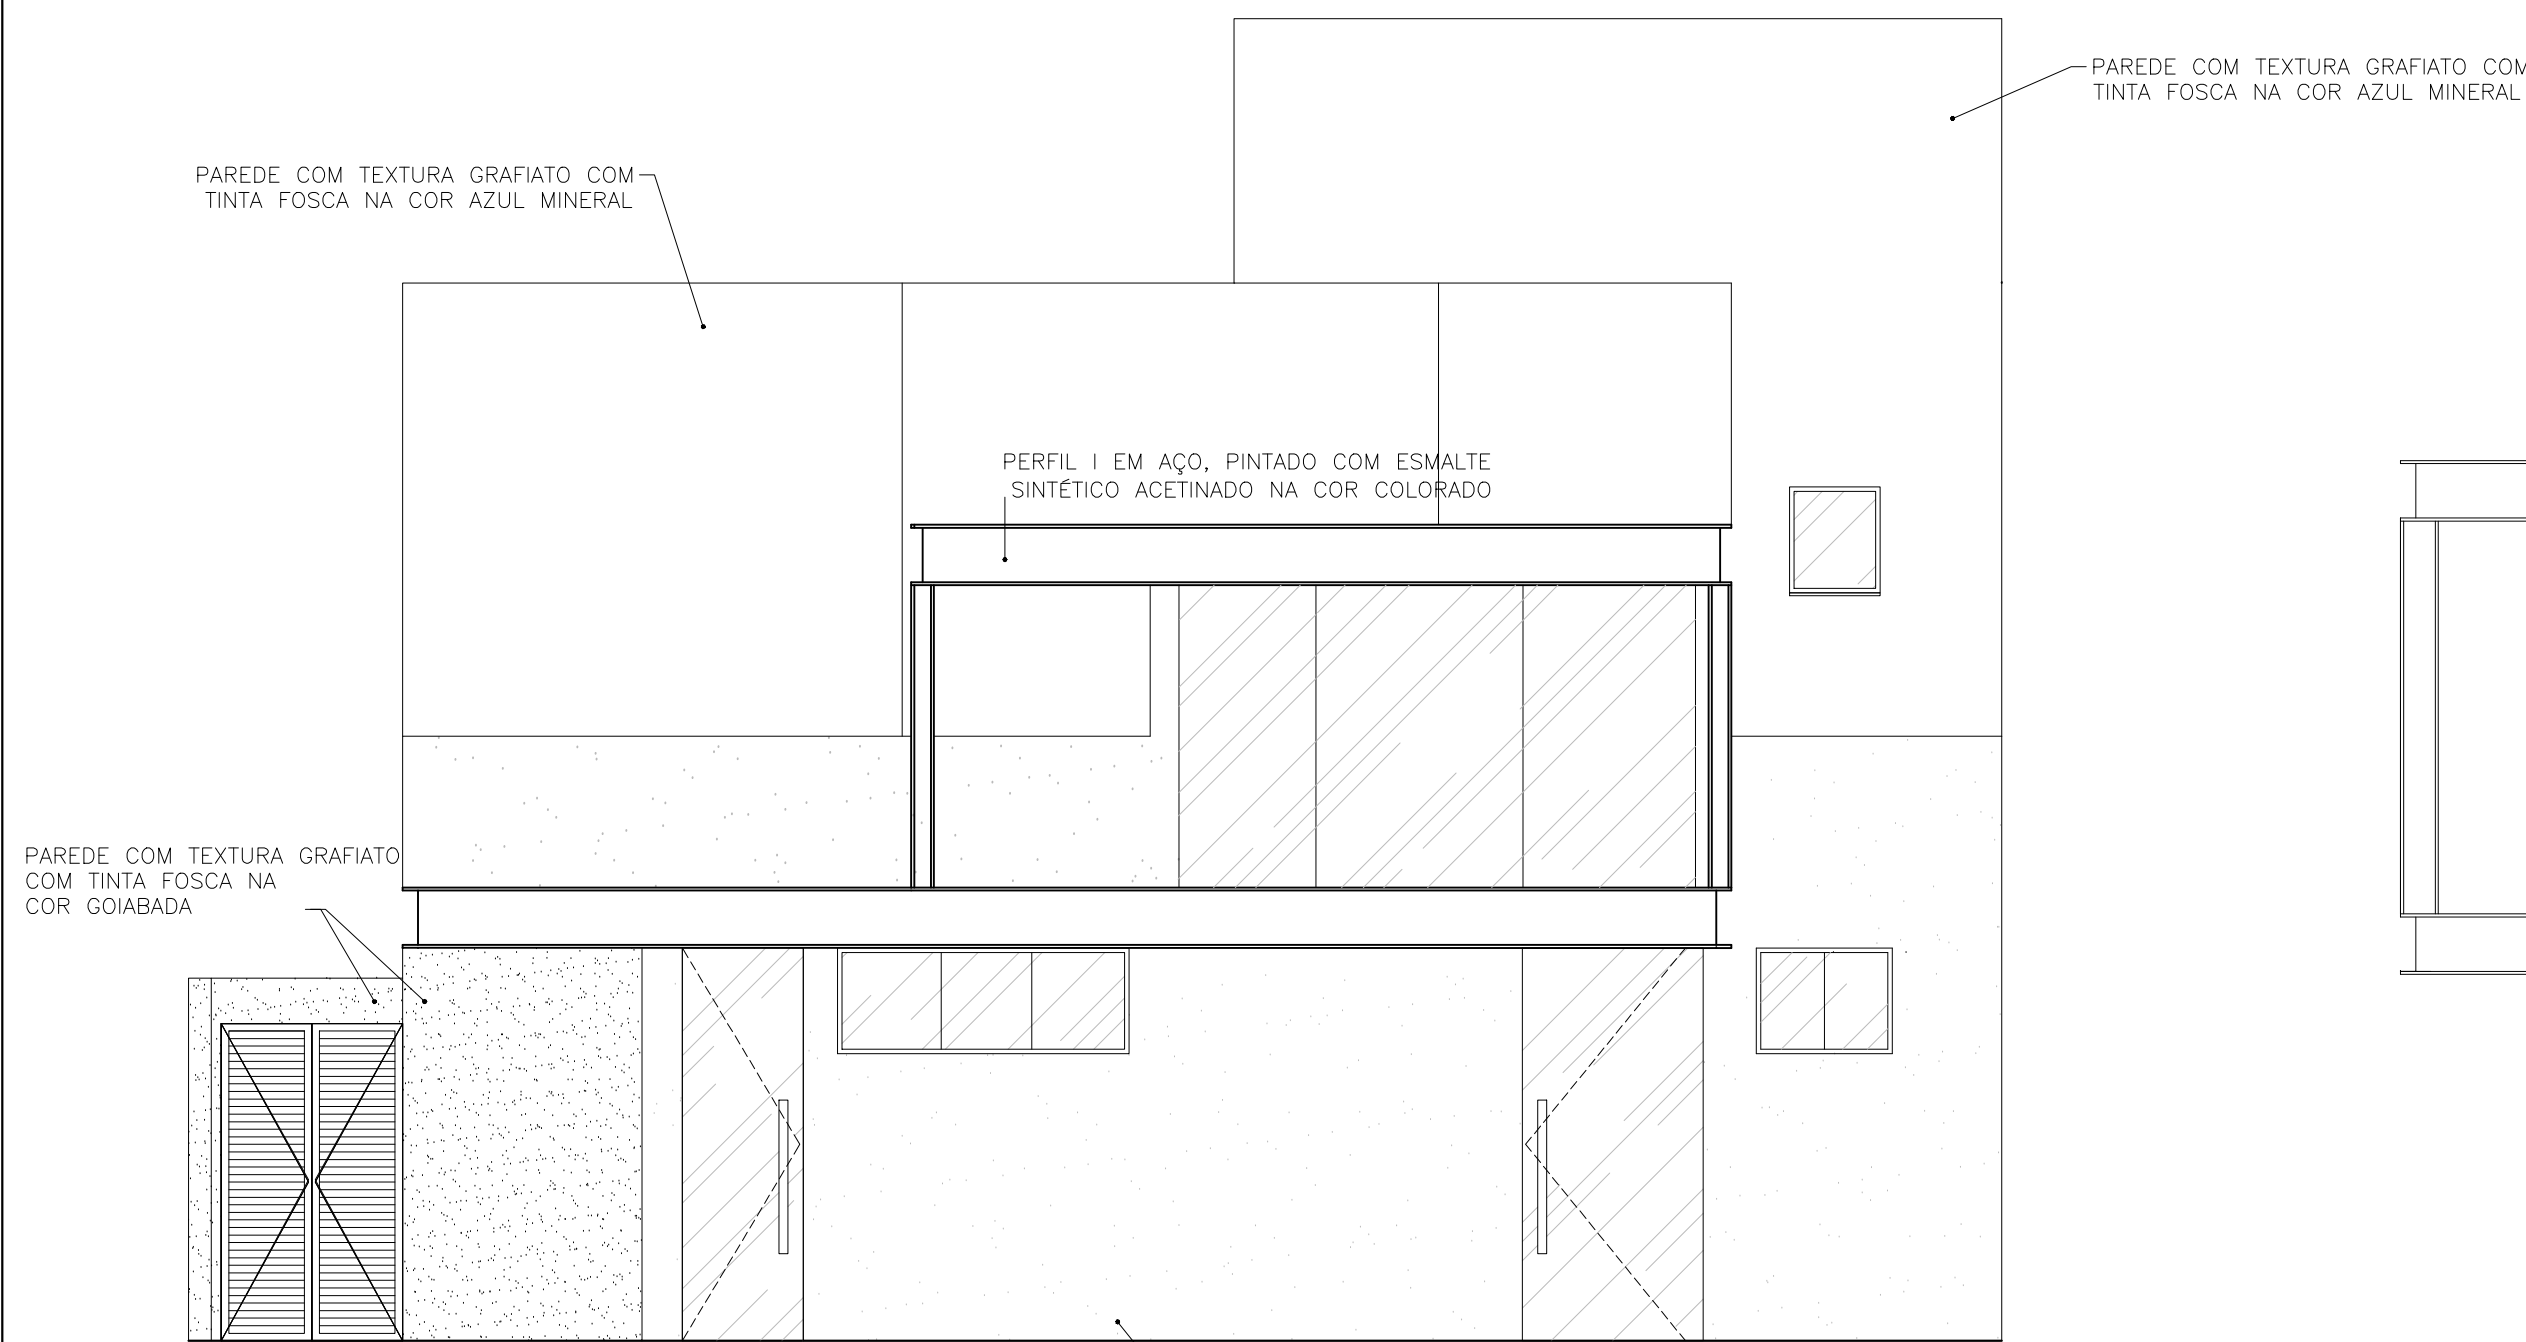 PAREDE COM TEXTURA GRAFIATO COM
TINTA FOSCA NA COR AZUL MINERAL
PAREDE COM TEXTURA GRAFIATO COM
TINTA FOSCA NA COR AZUL MINERAL
PERFIL I EM AÇO, PINTADO COM ESMALTE
SINTÉTICO ACETINADO NA COR COLORADO
PAREDE COM TEXTURA GRAFIATO
COM TINTA FOSCA NA
COR GOIABADA